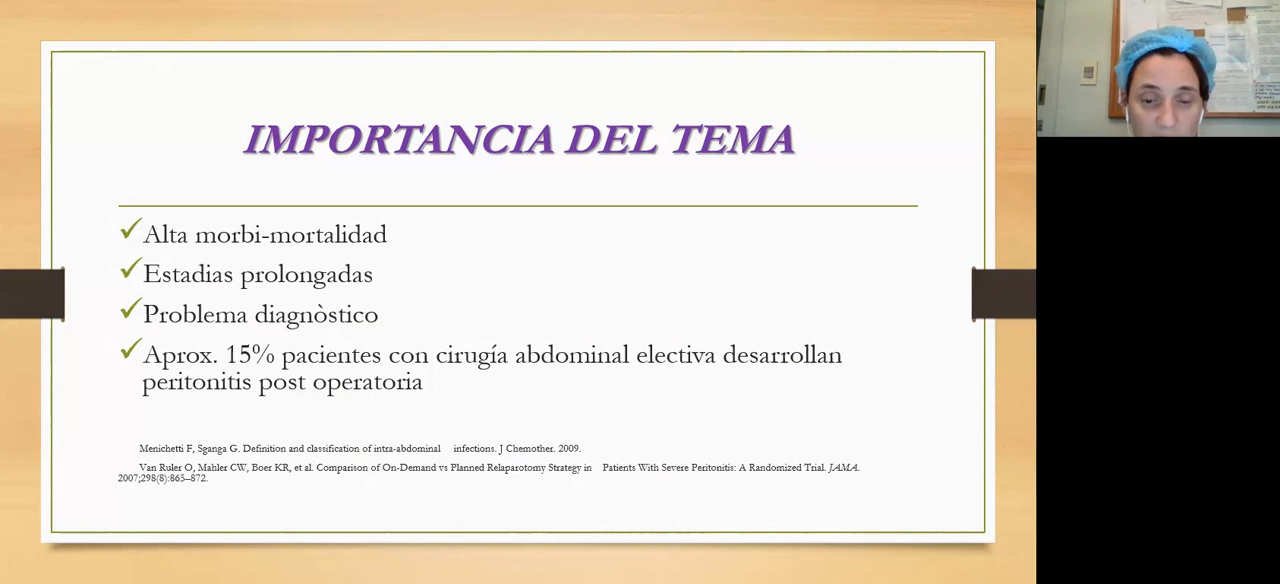 IMPORTANCIA DEL TEMA
✓Alta morbi-mortalidad
✓Estadias prolongadas
✓Problema diagnòstico
✓Aprox. 15% pacientes con cirugía abdominal electiva desarrollan
peritonitis post operatoria
Menichetti F, Sganga G. Definition and classification of intra-abdominal infections. J Chemother. 2009.
Van Ruler O, Mahler CW, Boer KR, et al. Comparison of On-Demand vs Planned Relaparotomy Strategy in Patients With Severe Peritonitis: A Randomized Trial. JAMA.
2007;298(8):865–872.